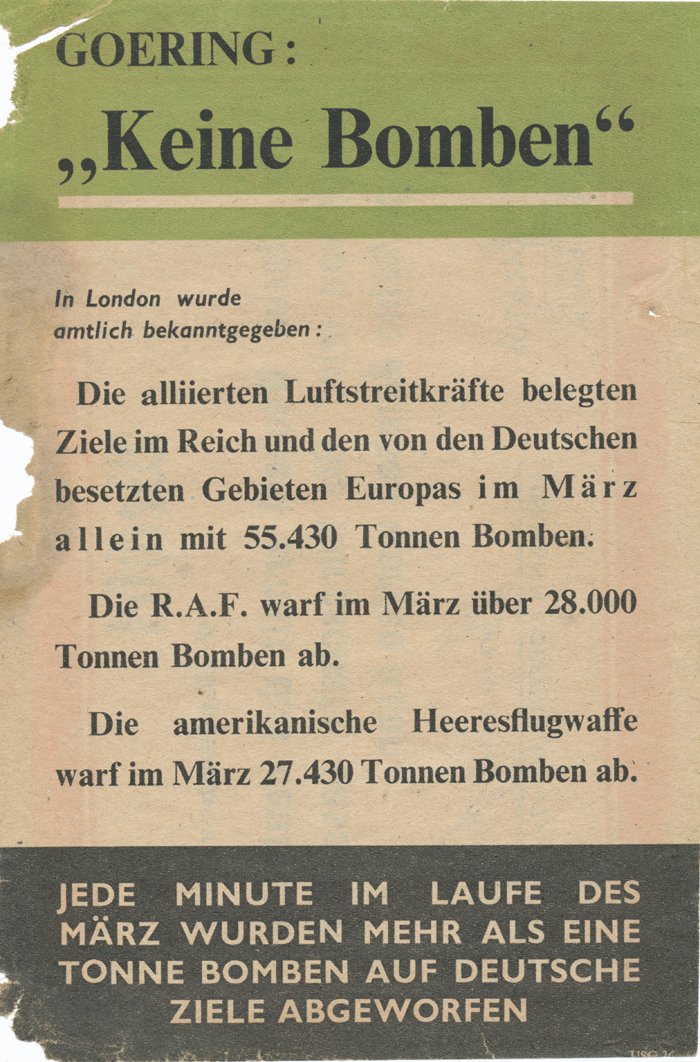 GOERING:
„Keine Bomben“
In London wurde
amtlich bekanntgegeben:
Die alliierten Luftstreitkräfte belegten
Ziele im Reich und den von den Deutschen
besetzten Gebieten Europas im März
allein mit 55.430 Tonnen Bomben.
Die R.A.F. warf im März über 28.000
Tonnen Bomben ab.
Die amerikanische Heeresflugwaffe
warf im März 27.430 Tonnen Bomben ab.
JEDE MINUTE IM LAUFE DES
MÄRZ WURDEN MEHR ALS EINE
TONNE BOMBEN AUF DEUTSCHE
ZIELE ABGEWORFEN